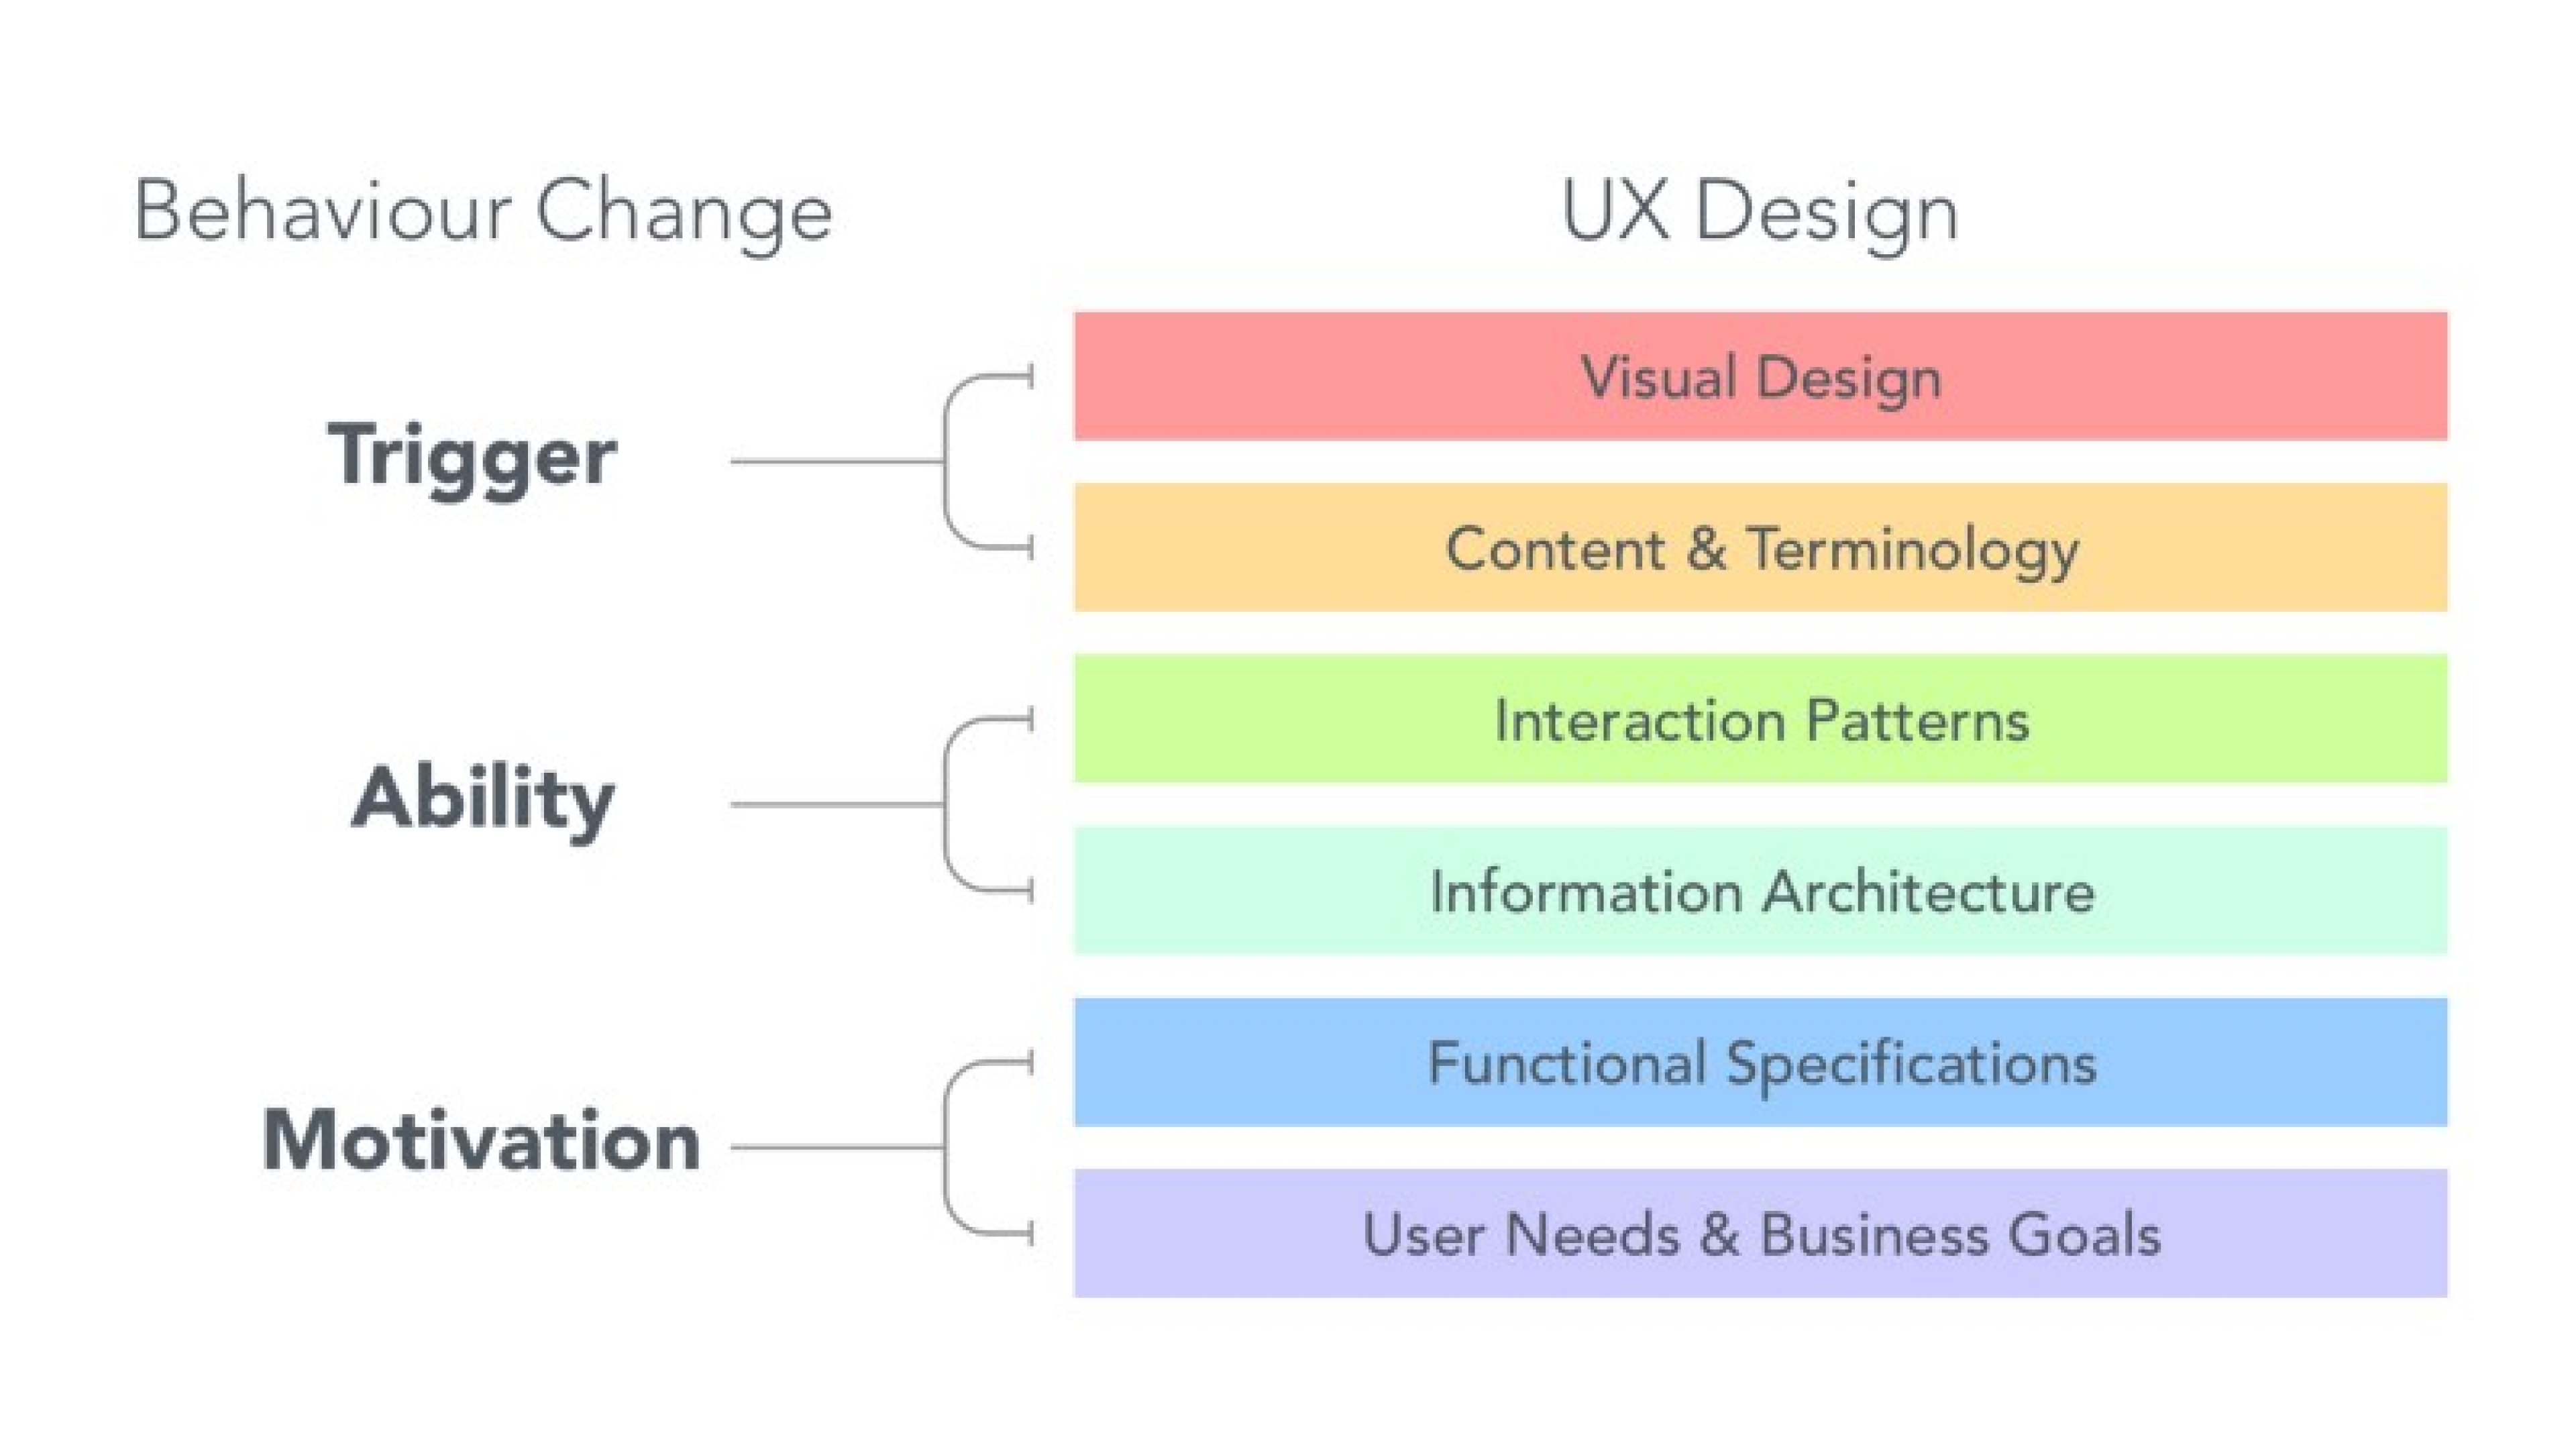 Behaviour Change
UX Design
Trigger
Visual Design
Content & Terminology
Ability
Interaction Patterns
Information Architecture
Motivation
Functional Specifications
User Needs & Business Goals